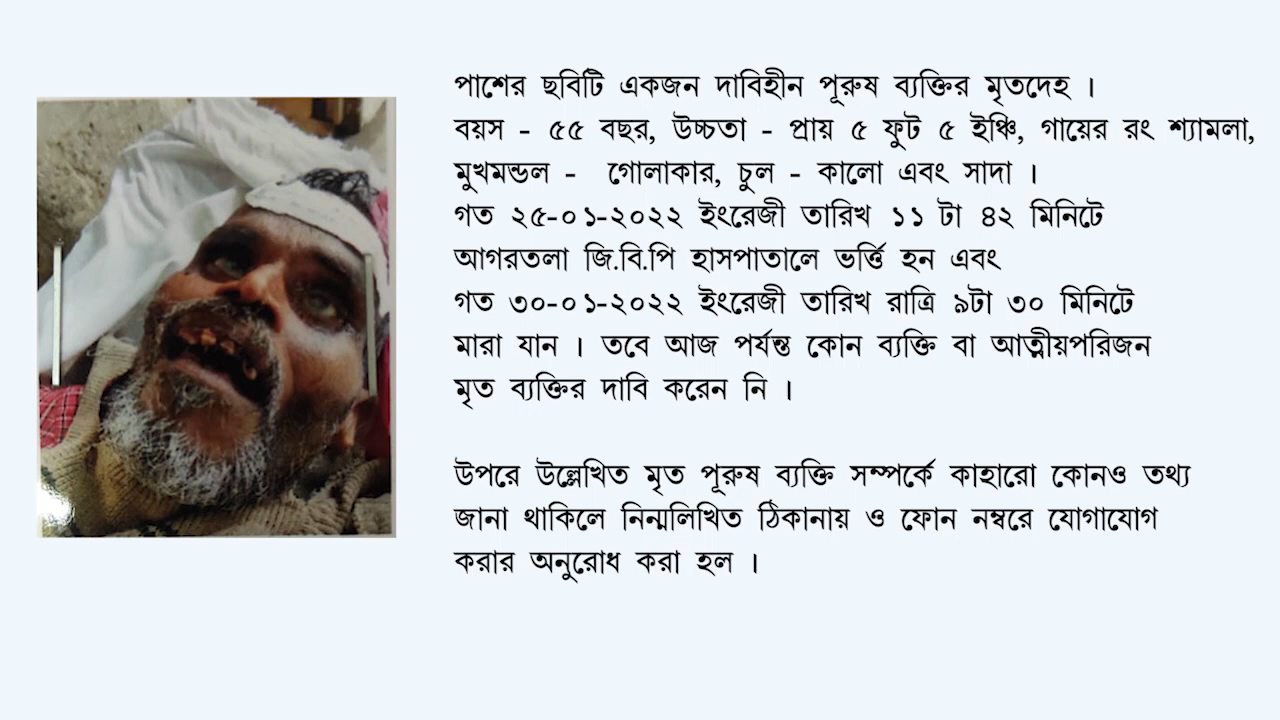 পাশের ছবিটি একজন দাবিহীন পূরুষ ব্যক্তির মৃতদেহ ।
বয়স - ৫৫ বছর, উচ্চতা - প্রায় ৫ ফুট ৫ ইঞ্চি, গায়ের রং শ্যামলা,
মুখমন্ডল - গোলাকার, চুল - কালো এবং সাদা ।
গত ২৫-০১-২০২২ ইংরেজী তারিখ ১১ টা ৪২ মিনিটে
আগরতলা জি.বি.পি হাসপাতালে ভর্ত্তি হন এবং
গত ৩০-০১-২০২২ ইংরেজী তারিখ রাত্রি ৯টা ৩০ মিনিটে
মারা যান । তবে আজ পর্যন্ত কোন ব্যক্তি বা আত্নীয়পরিজন
মৃত ব্যক্তির দাবি করেন নি ।
উপরে উল্লেখিত মৃত পূরুষ ব্যক্তি সম্পর্কে কাহারো কোনও তথ্য
জানা থাকিলে নিন্মলিখিত ঠিকানায় ও ফোন নম্বরে যোগাযোগ
করার অনুরোধ করা হল ।